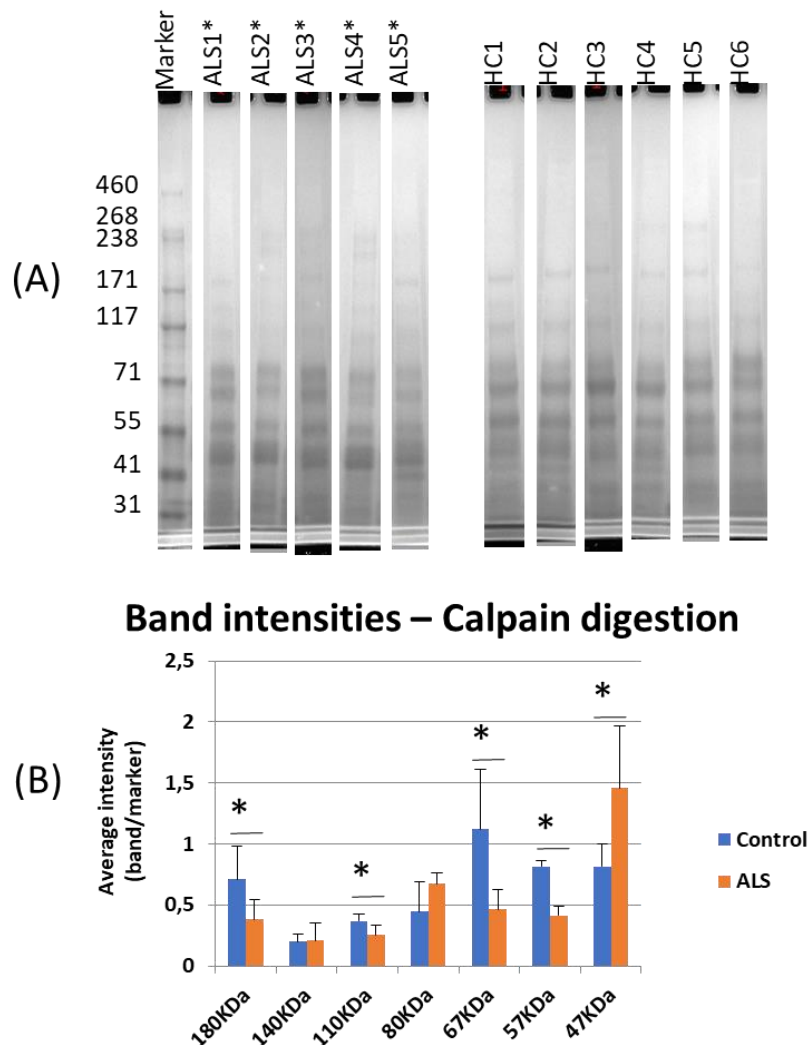 Marker
ALS1*
ALS2*
ALS3*
ALS4*
ALS5*
HC1
HC2
HC3
HC4
HC5
HC6
(A)
460
268
238
171
117
71
55
41
31
Band intensities – Calpain digestion
(B)
Average intensity
(band/marker)
2,5
2
1,5
1
0,5
0
*
*
*
*
*
180KDa
140KDa
110KDa
80KDa
67KDa
57KDa
47KDa
Control
ALS